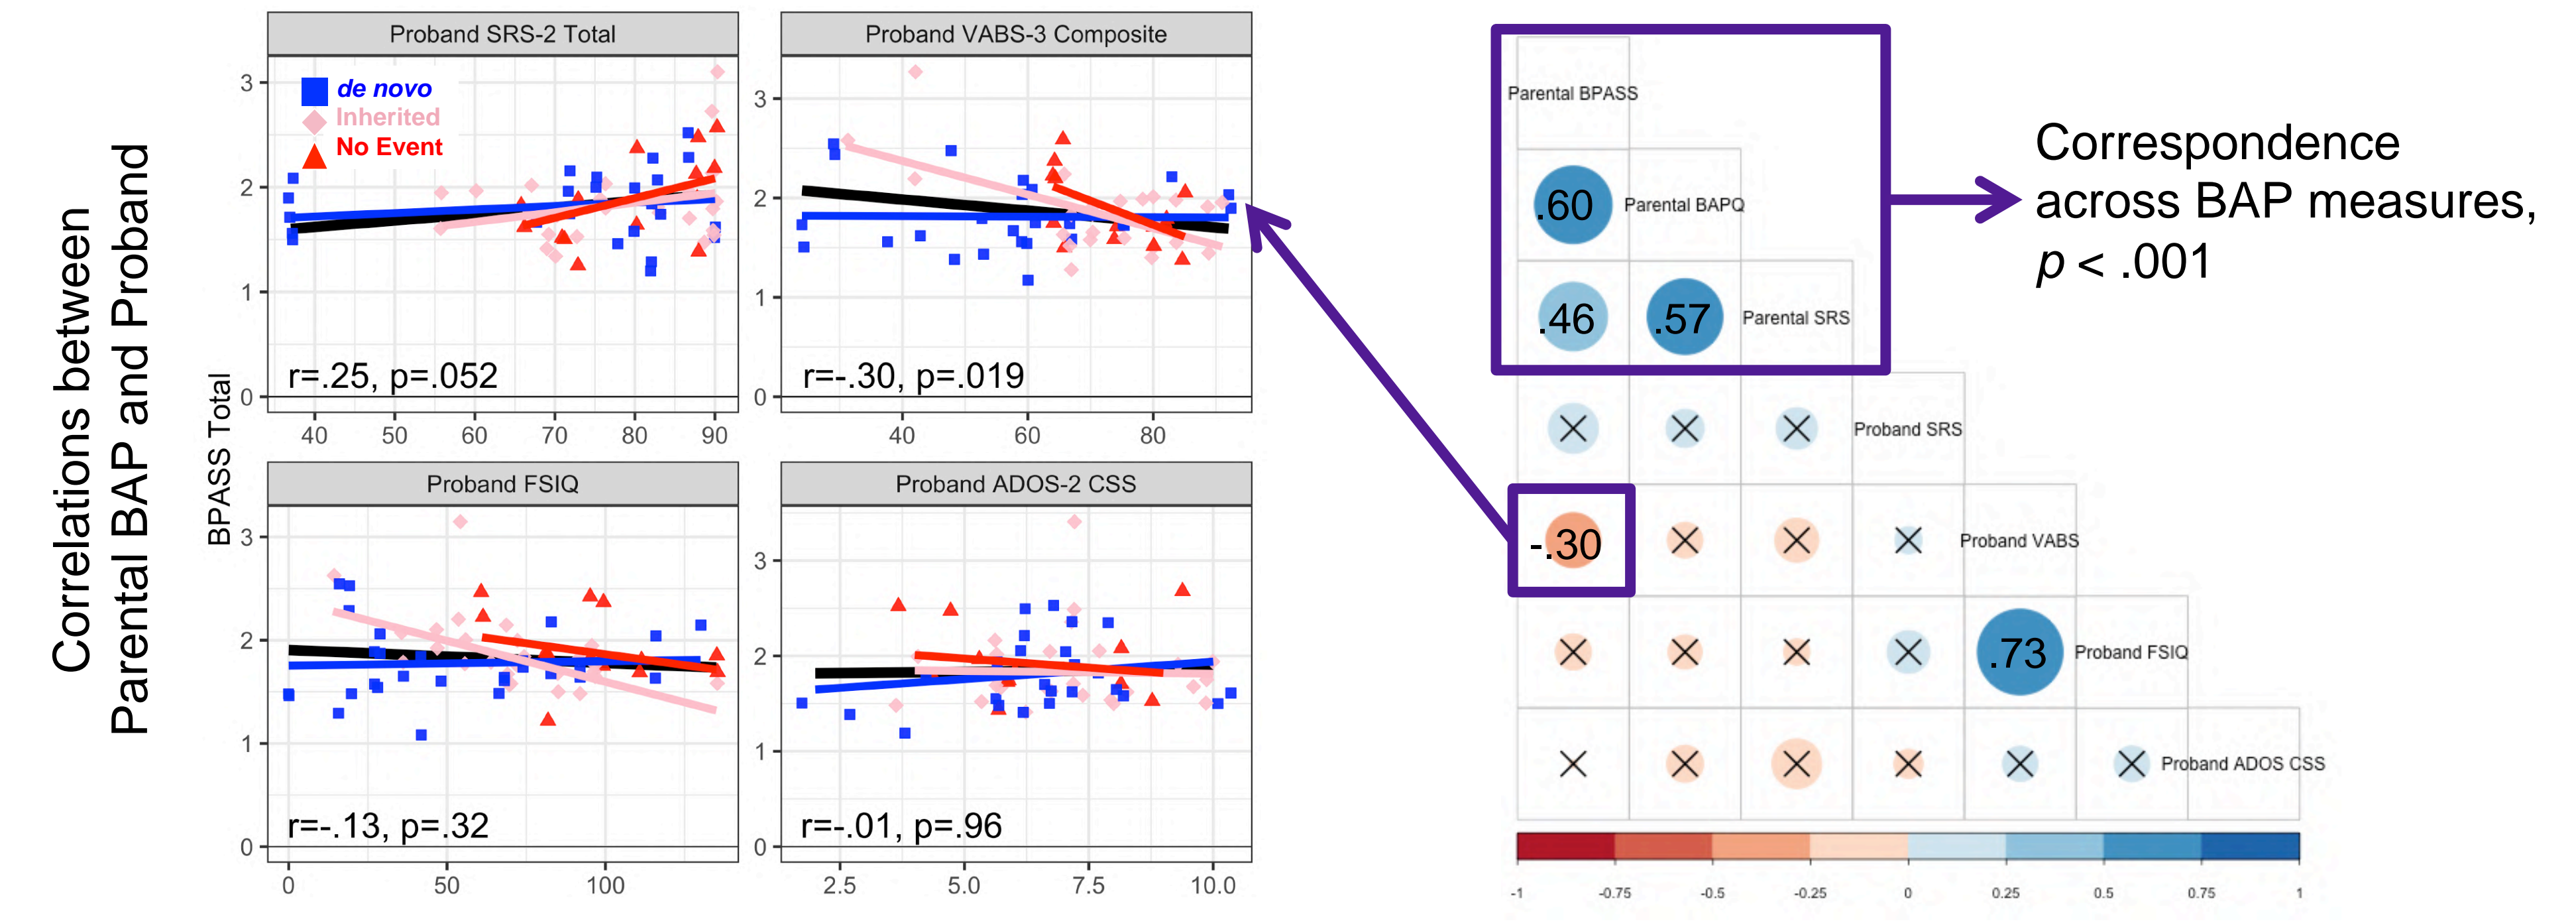 Correlations between
Parental BAP and Proband
BPASS Total
Proband SRS-2 Total
de novo
Inherited
No Event
3
2
1
0
r=.25, p=.052
40 50 60 70 80 90
Proband VABS-3 Composite
3
2
1
0
r=-.30, p=.019
40 60 80
Proband FSIQ
3
2
1
0
r=-.13, p=.32
0 50 100
Proband ADOS-2 CSS
3
2
1
0
r=-.01, p=.96
2.5 5.0 7.5 10.0
Parental BPASS
.60 Parental BAPQ
.46 .57 Parental SRS
Proband SRS
-.30 Proband VABS
.73 Proband FSIQ
Proband ADOS CSS
-1 -0.75 -0.5 -0.25 0 0.25 0.5 0.75 1
Correspondence
across BAP measures,
p < .001